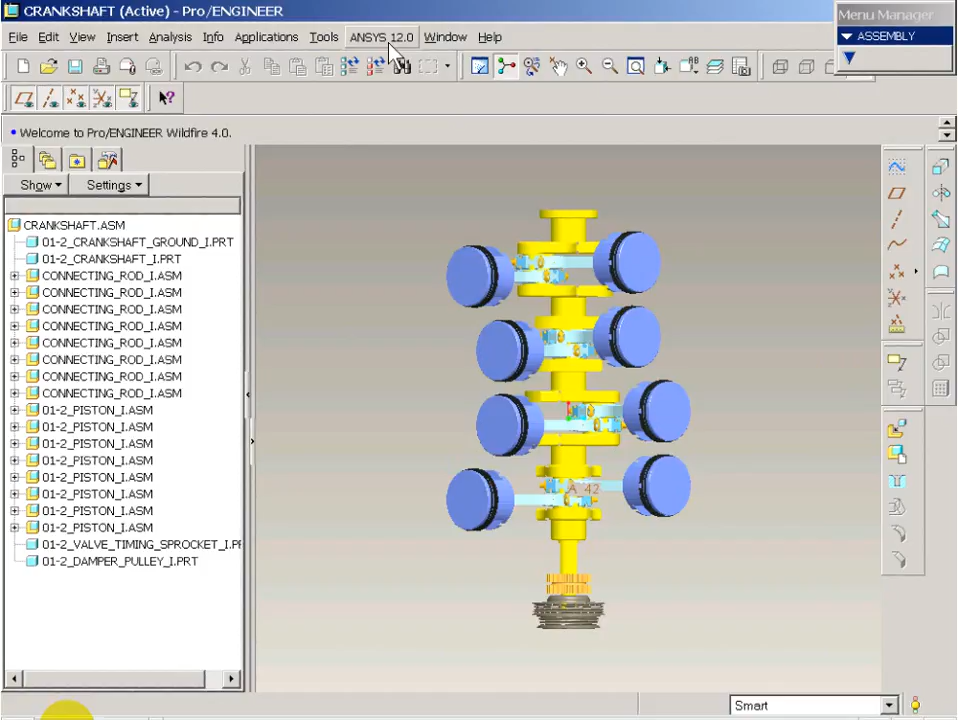 CRANKSHAFT (Active) - Pro/ENGINEER
Menu Manager
File Edit View Insert Analysis Info Applications Tools ANSYS 12.0 Window Help
ASSEMBLY
Welcome to Pro/ENGINEER Wildfire 4.0.
Show Settings
CRANKSHAFT.ASM
01-2_CRANKSHAFT_GROUND_I.PRT
01-2_CRANKSHAFT_I.PRT
CONNECTING_ROD_I.ASM
CONNECTING_ROD_I.ASM
CONNECTING_ROD_I.ASM
CONNECTING_ROD_I.ASM
CONNECTING_ROD_I.ASM
CONNECTING_ROD_I.ASM
CONNECTING_ROD_I.ASM
CONNECTING_ROD_I.ASM
01-2_PISTON_I.ASM
01-2_PISTON_I.ASM
01-2_PISTON_I.ASM
01-2_PISTON_I.ASM
01-2_PISTON_I.ASM
01-2_PISTON_I.ASM
01-2_PISTON_I.ASM
01-2_PISTON_I.ASM
01-2_VALVE_TIMING_SPROCKET_I.PF
01-2_DAMPER_PULLEY_I.PRT
A_42
Smart